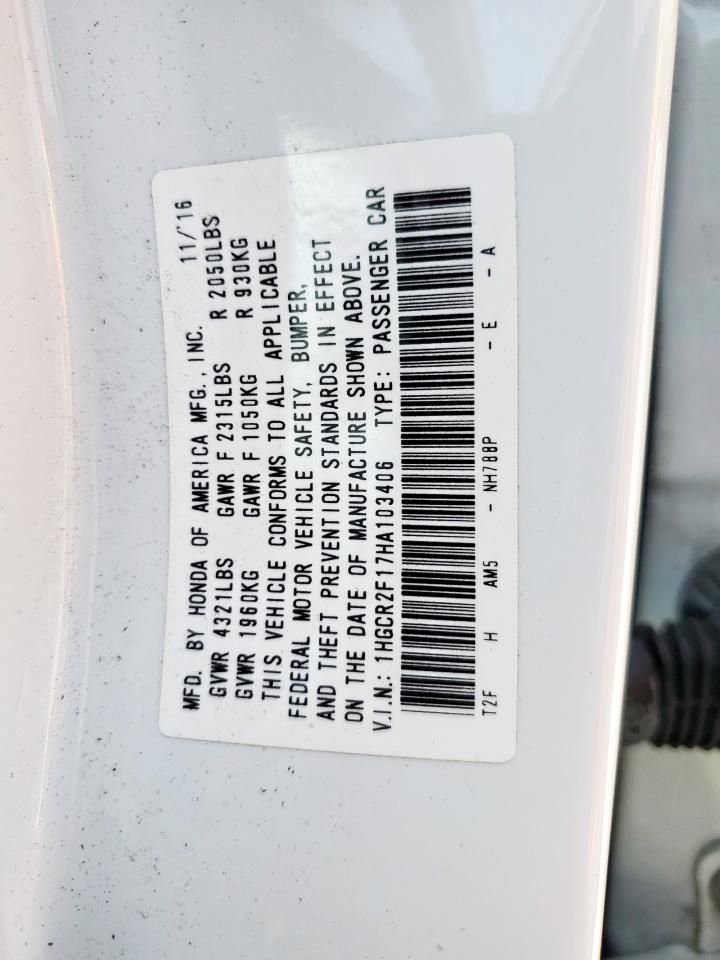 MFD. BY HONDA OF AMERICA MFG., INC. 11/'16
GVWR 4321LBS GAWR F 2315LBS R 2050LBS
GVWR 1960KG GAWR F 1050KG R 930KG
THIS VEHICLE CONFORMS TO ALL APPLICABLE
FEDERAL MOTOR VEHICLE SAFETY, BUMPER,
AND THEFT PREVENTION STANDARDS IN EFFECT
ON THE DATE OF MANUFACTURE SHOWN ABOVE.
V.I.N.: 1HGCR2F17HA103406 TYPE: PASSENGER CAR
T2F H AM5 - NH788P - E - A